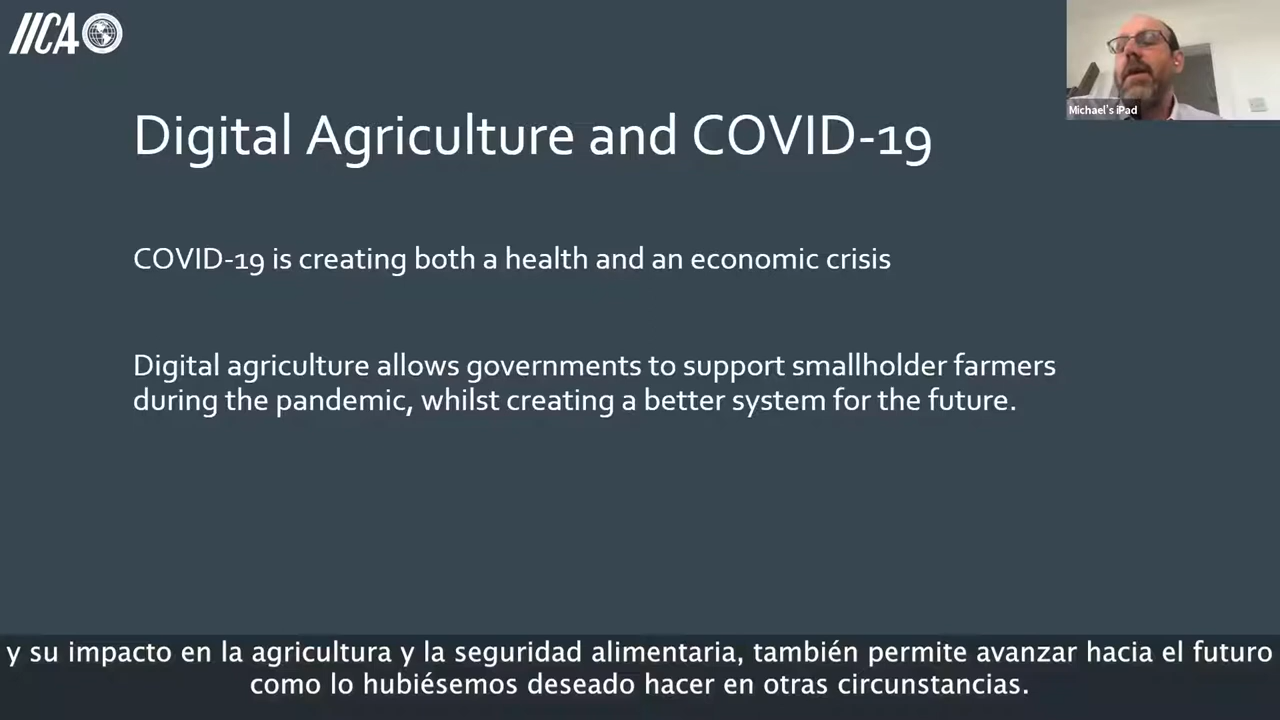 IICA
Michael's iPad
Digital Agriculture and COVID-19
COVID-19 is creating both a health and an economic crisis
Digital agriculture allows governments to support smallholder farmers
during the pandemic, whilst creating a better system for the future.
y su impacto en la agricultura y la seguridad alimentaria, también permite avanzar hacia el futuro
como lo hubiésemos deseado hacer en otras circunstancias.